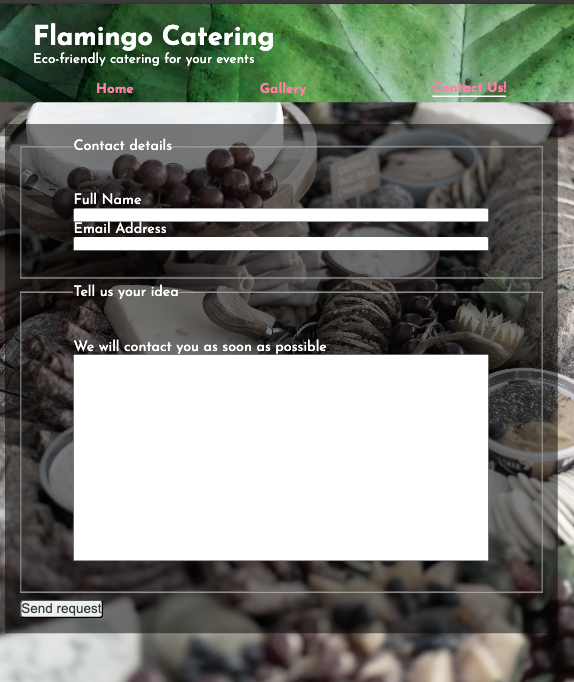 Flamingo Catering
Eco-friendly catering for your events
Home Gallery Contact Us!
Contact details
Full Name
Email Address
Tell us your idea
We will contact you as soon as possible
Send request